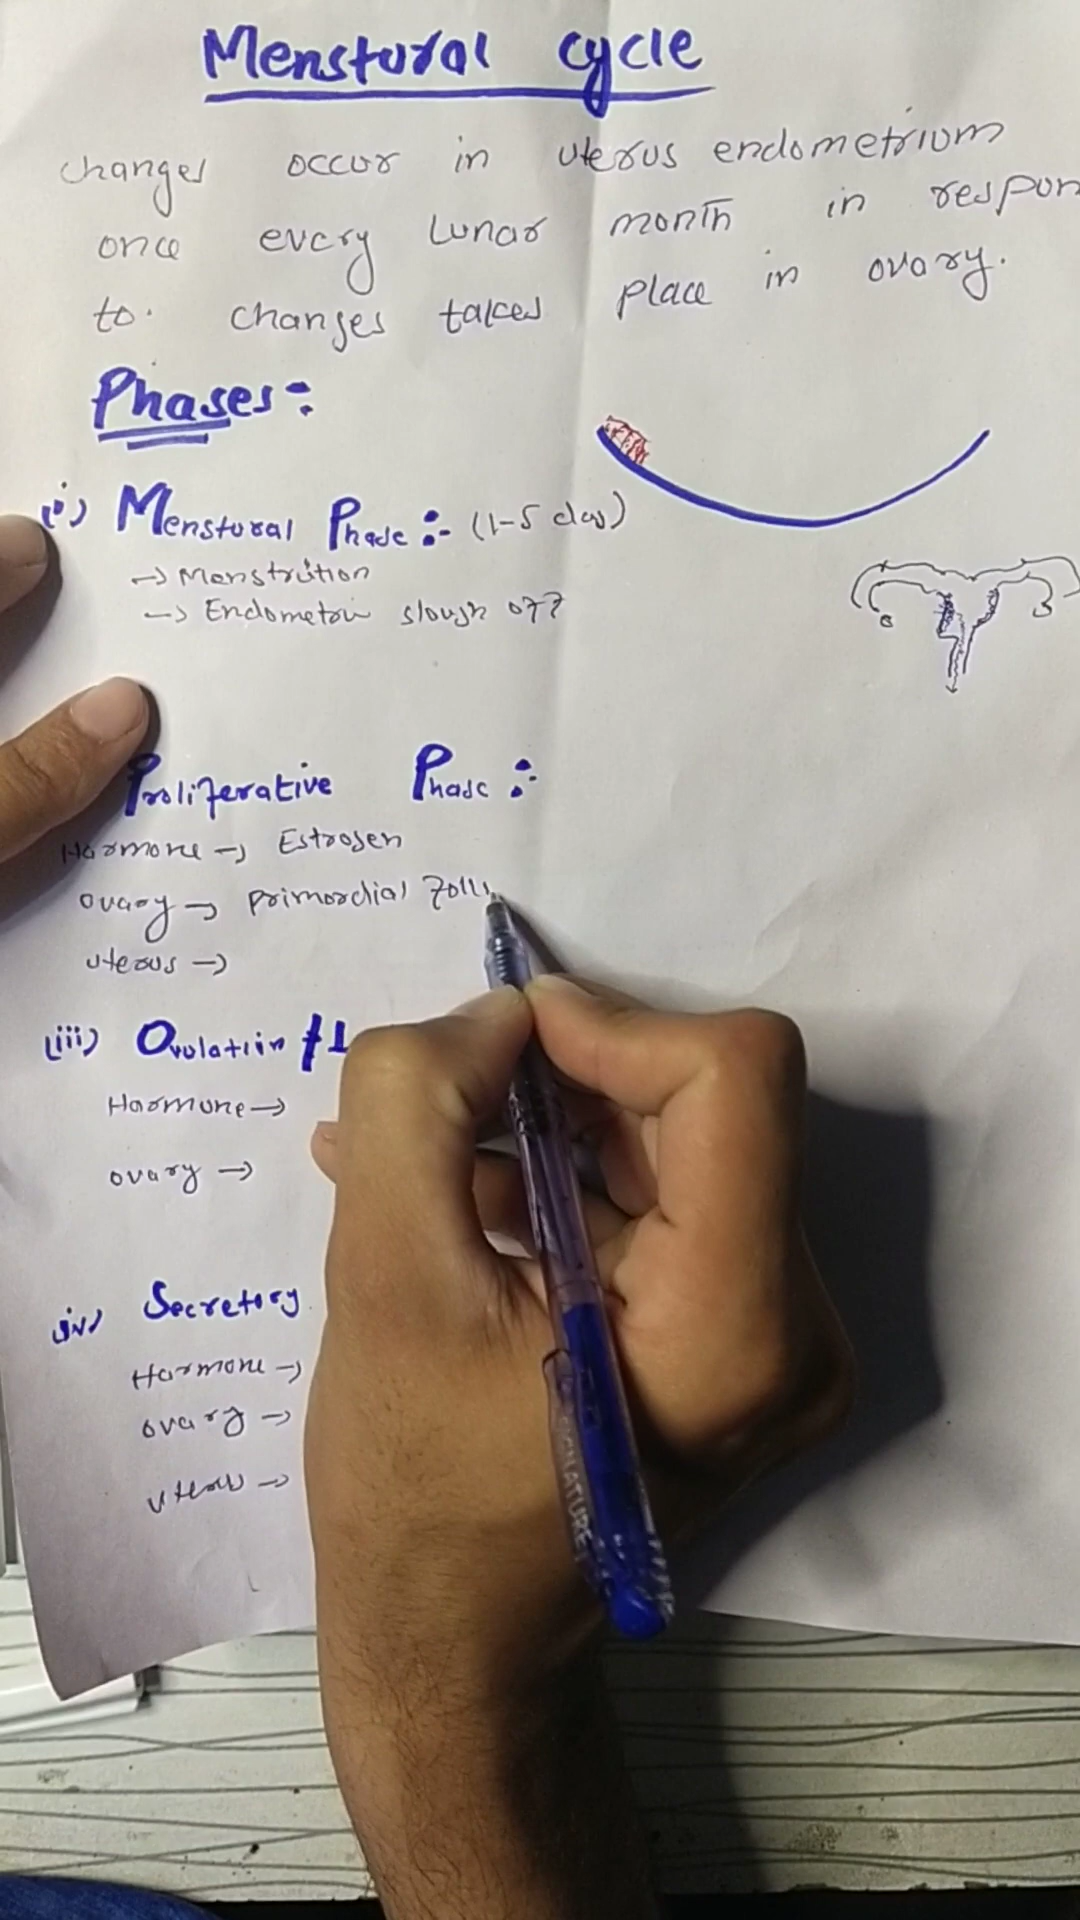 Menstural cycle
changes occur in uterus endometrium
once every Lunar month in respon
to changes takes place in ovary.
Phases:
(i) Menstural Phase :- (1-5 day)
→ Menstrution
→ Endometri slough off
Proliferative Phase :-
Hormone → Estrogen
ovary → primordial folli
uterus →
(iii) Ovulation
Hormone →
ovary →
iv) Secretory
Hormone →
ovary →
uterus →
SIGNATURE